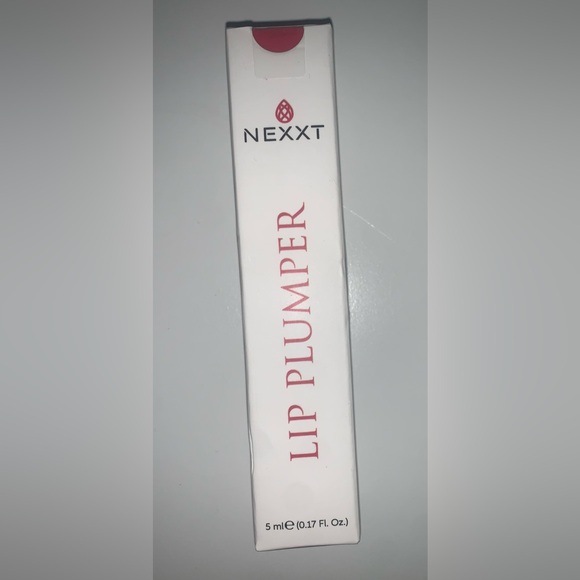 NEXXT
LIP PLUMPER
5 ml℮ (0.17 Fl. Oz.)